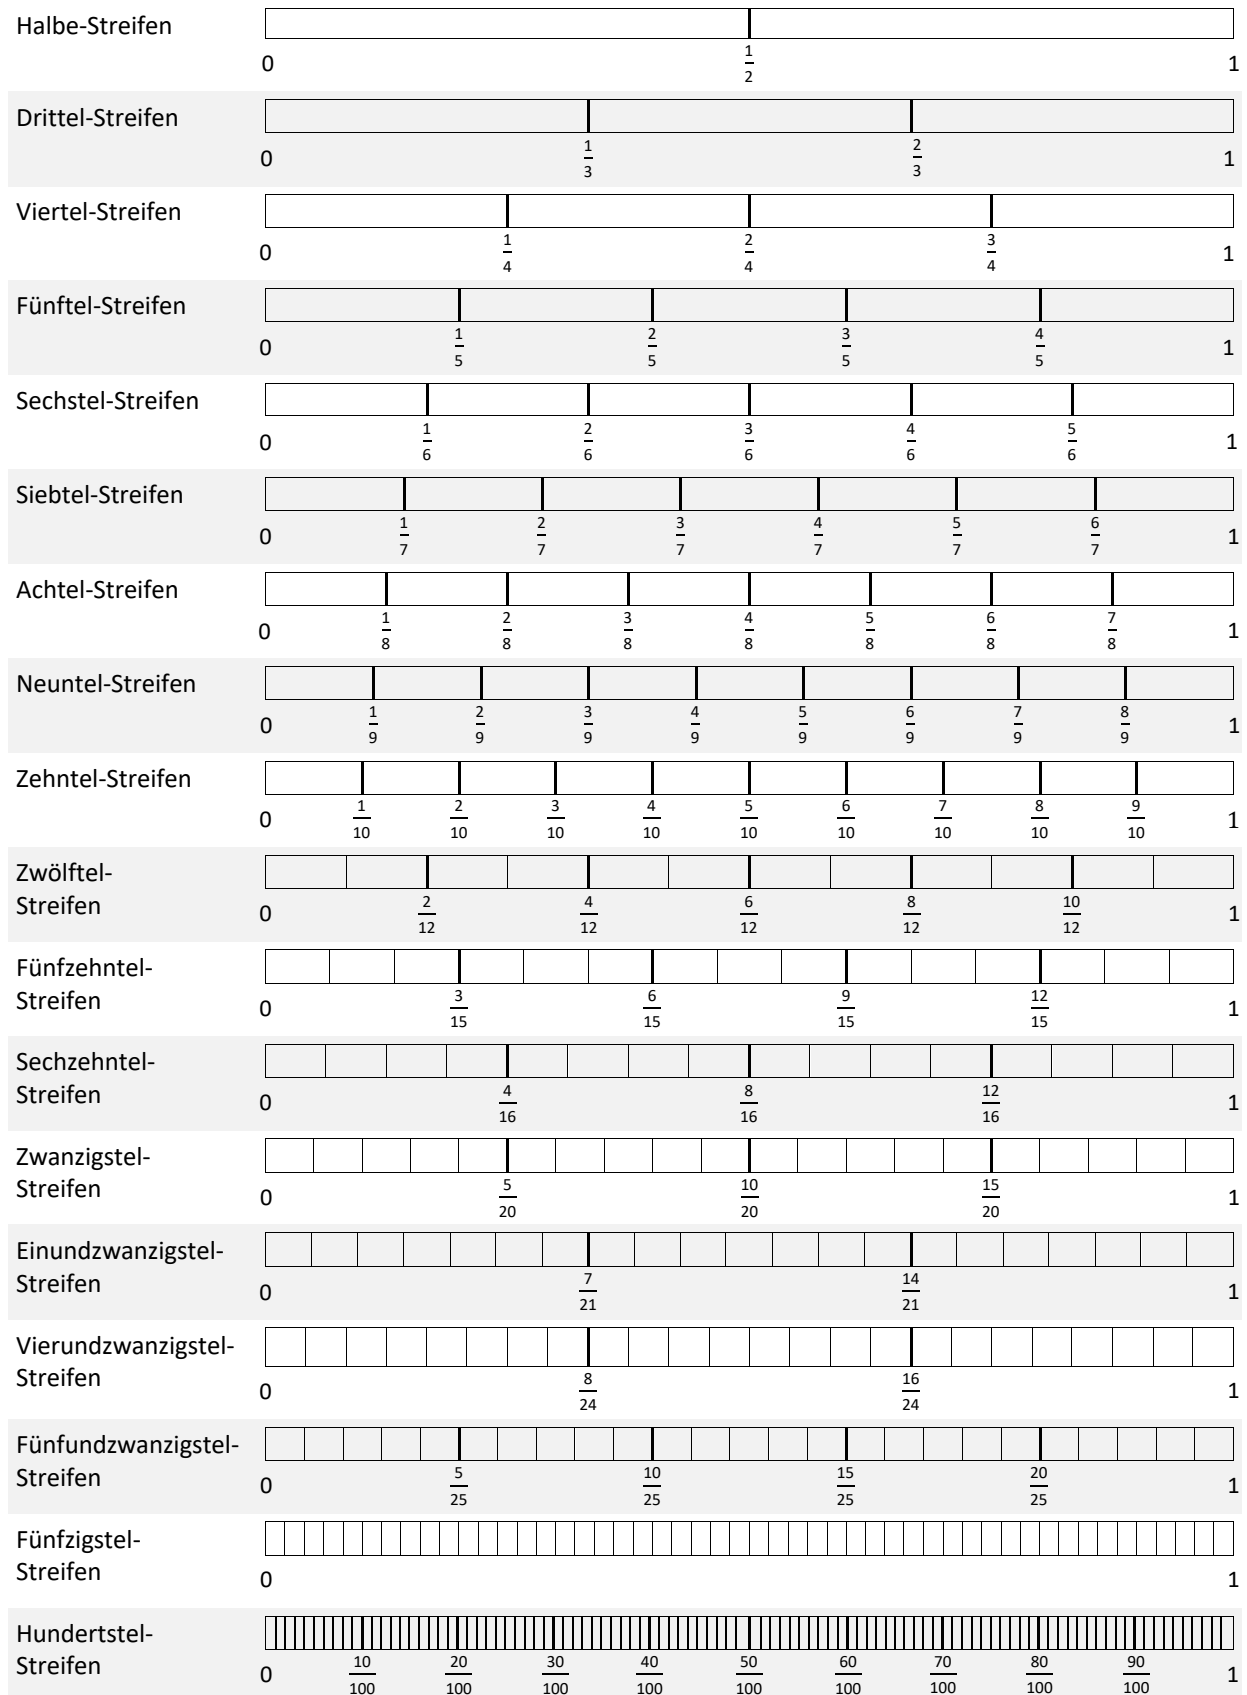 Halbe-Streifen
0 1/2 1
Drittel-Streifen
0 1/3 2/3 1
Viertel-Streifen
0 1/4 2/4 3/4 1
Fünftel-Streifen
0 1/5 2/5 3/5 4/5 1
Sechstel-Streifen
0 1/6 2/6 3/6 4/6 5/6 1
Siebtel-Streifen
0 1/7 2/7 3/7 4/7 5/7 6/7 1
Achtel-Streifen
0 1/8 2/8 3/8 4/8 5/8 6/8 7/8 1
Neuntel-Streifen
0 1/9 2/9 3/9 4/9 5/9 6/9 7/9 8/9 1
Zehntel-Streifen
0 1/10 2/10 3/10 4/10 5/10 6/10 7/10 8/10 9/10 1
Zwölftel-
Streifen
0 2/12 4/12 6/12 8/12 10/12 1
Fünfzehntel-
Streifen
0 3/15 6/15 9/15 12/15 1
Sechzehntel-
Streifen
0 4/16 8/16 12/16 1
Zwanzigstel-
Streifen
0 5/20 10/20 15/20 1
Einundzwanzigstel-
Streifen
0 7/21 14/21 1
Vierundzwanzigstel-
Streifen
0 8/24 16/24 1
Fünfundzwanzigstel-
Streifen
0 5/25 10/25 15/25 20/25 1
Fünfzigstel-
Streifen
0 1
Hundertstel-
Streifen
0 10/100 20/100 30/100 40/100 50/100 60/100 70/100 80/100 90/100 1